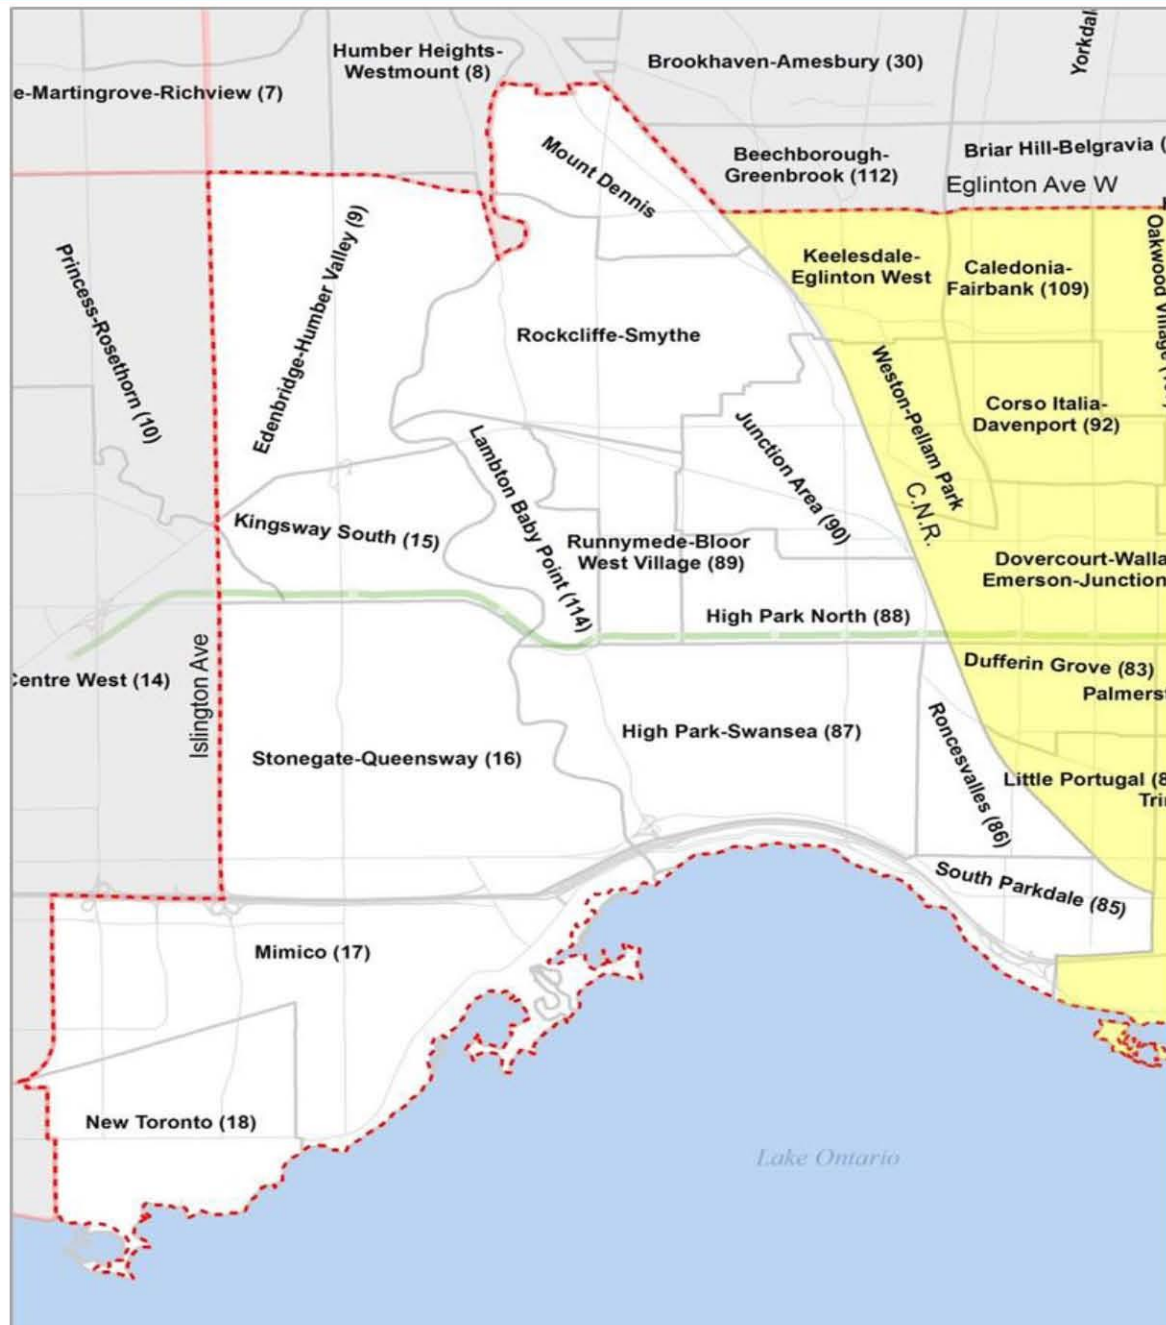 Humber Heights-
Westmount (8)
Brookhaven-Amesbury (30)
Yorkdal
e-Martingrove-Richview (7)
Mount Dennis
Beechborough-
Greenbrook (112)
Briar Hill-Belgravia (
Eglinton Ave W
Princess-Rosethorn (10)
Edenbridge-Humber Valley (9)
Keelesdale-
Eglinton West
Caledonia-
Fairbank (109)
Oakwood Village
Rockcliffe-Smythe
Weston-Pellam Park
Corso Italia-
Davenport (92)
Lambton Baby Point (114)
Junction Area (90)
C.N.R.
Kingsway South (15)
Runnymede-Bloor
West Village (89)
Dovercourt-Walla
Emerson-Junction
High Park North (88)
Islington Ave
Centre West (14)
Dufferin Grove (83)
Palmerst
High Park-Swansea (87)
Roncesvalles (86)
Stonegate-Queensway (16)
Little Portugal (8
Trin
South Parkdale (85)
Mimico (17)
New Toronto (18)
Lake Ontario